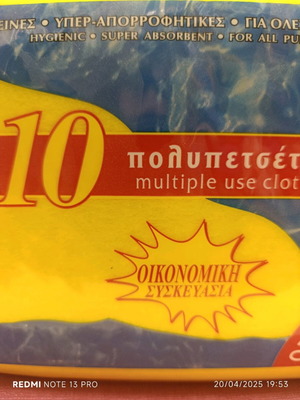 ΕΙΝΕΣ • ΥΠΕΡ-ΑΠΟΡΡΟΦΗΤΙΚΕΣ • ΓΙΑ ΟΛΕ
HYGIENIC • SUPER ABSORBENT • FOR ALL PU
10 πολυπετσέτ
multiple use clot
ΟΙΚΟΝΟΜΙΚΗ
ΣΥΣΚΕΥΑΣΙΑ
REDMI NOTE 13 PRO
20/04/2025 19:53